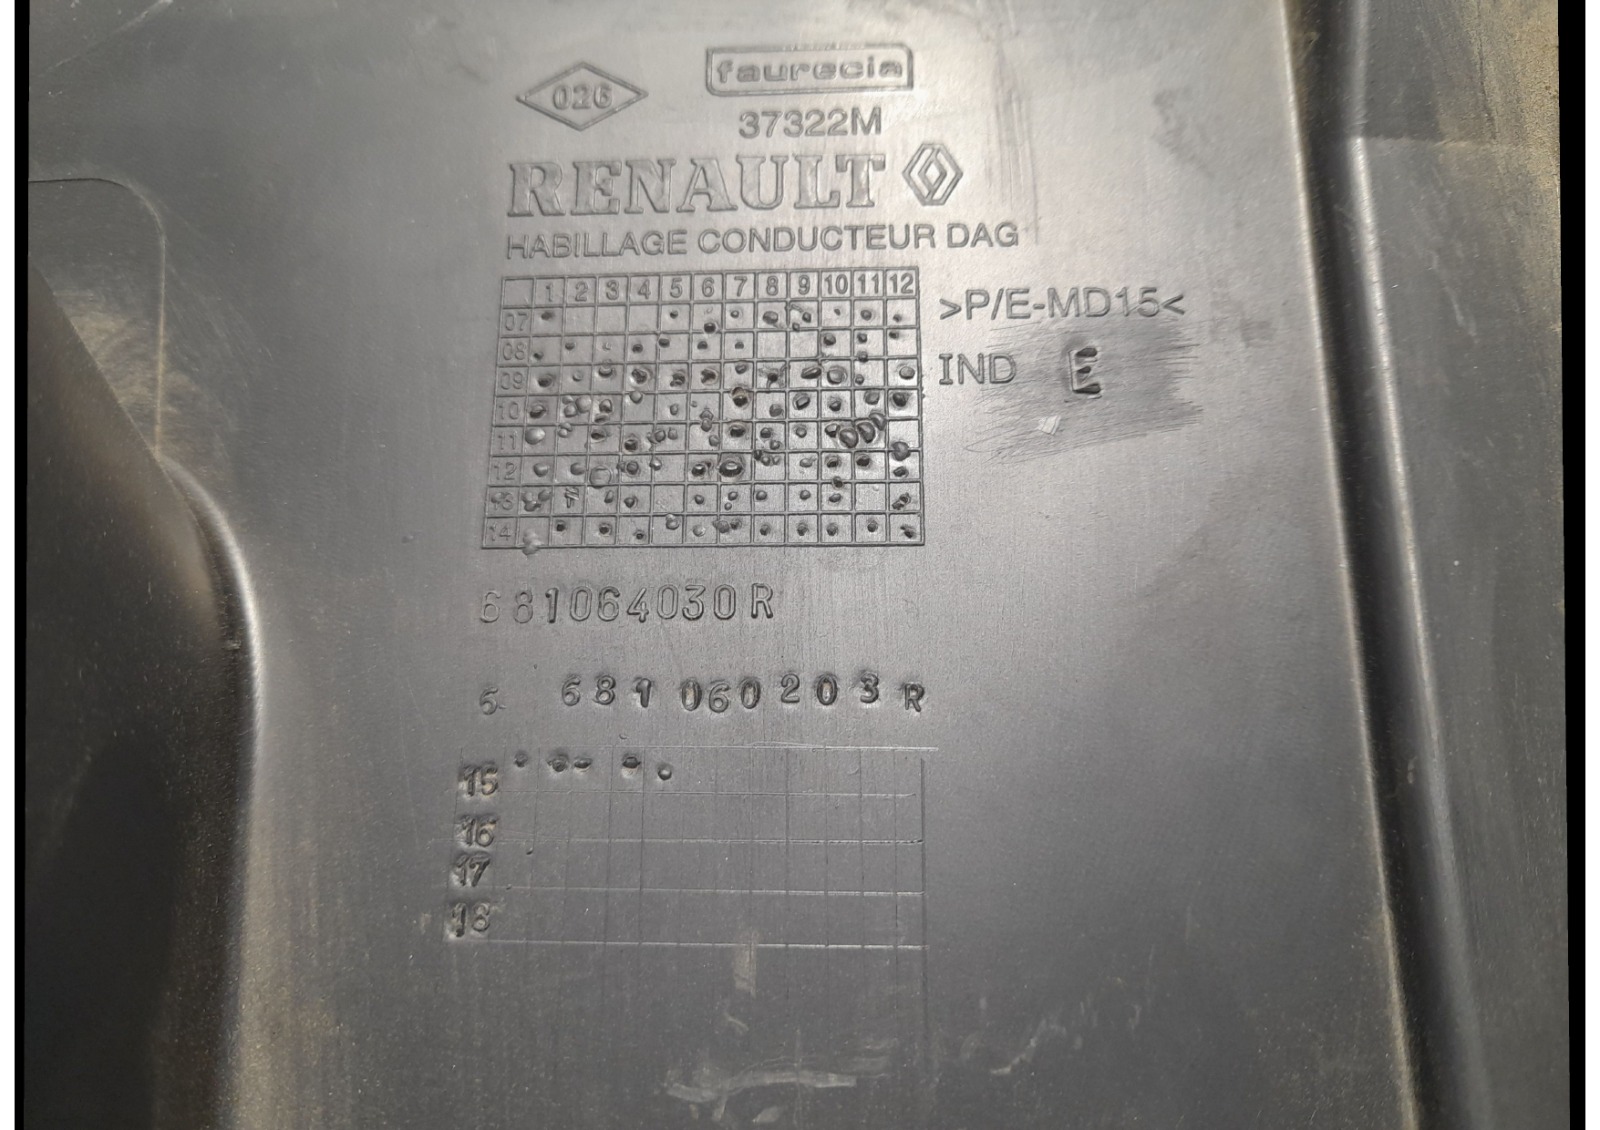 faurecia
026
37322M
RENAULT
HABILLAGE CONDUCTEUR DAG
1 2 3 4 5 6 7 8 9 10 11 12
07
08
09
10
11
12
13
14
>P/E-MD15<
IND E
681064030R
681060203R
15
16
17
18